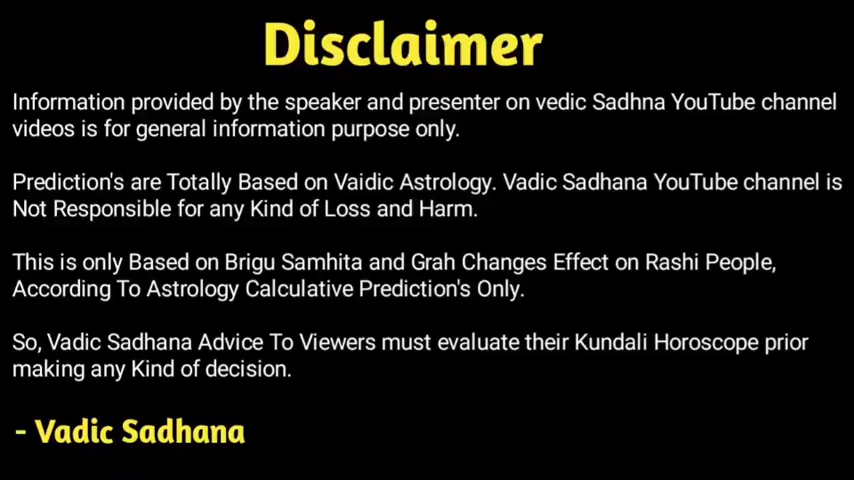 Disclaimer
Information provided by the speaker and presenter on vedic Sadhna YouTube channel
videos is for general information purpose only.
Prediction's are Totally Based on Vaidic Astrology. Vadic Sadhana YouTube channel is
Not Responsible for any Kind of Loss and Harm.
This is only Based on Brigu Samhita and Grah Changes Effect on Rashi People,
According To Astrology Calculative Prediction's Only.
So, Vadic Sadhana Advice To Viewers must evaluate their Kundali Horoscope prior
making any Kind of decision.
- Vadic Sadhana